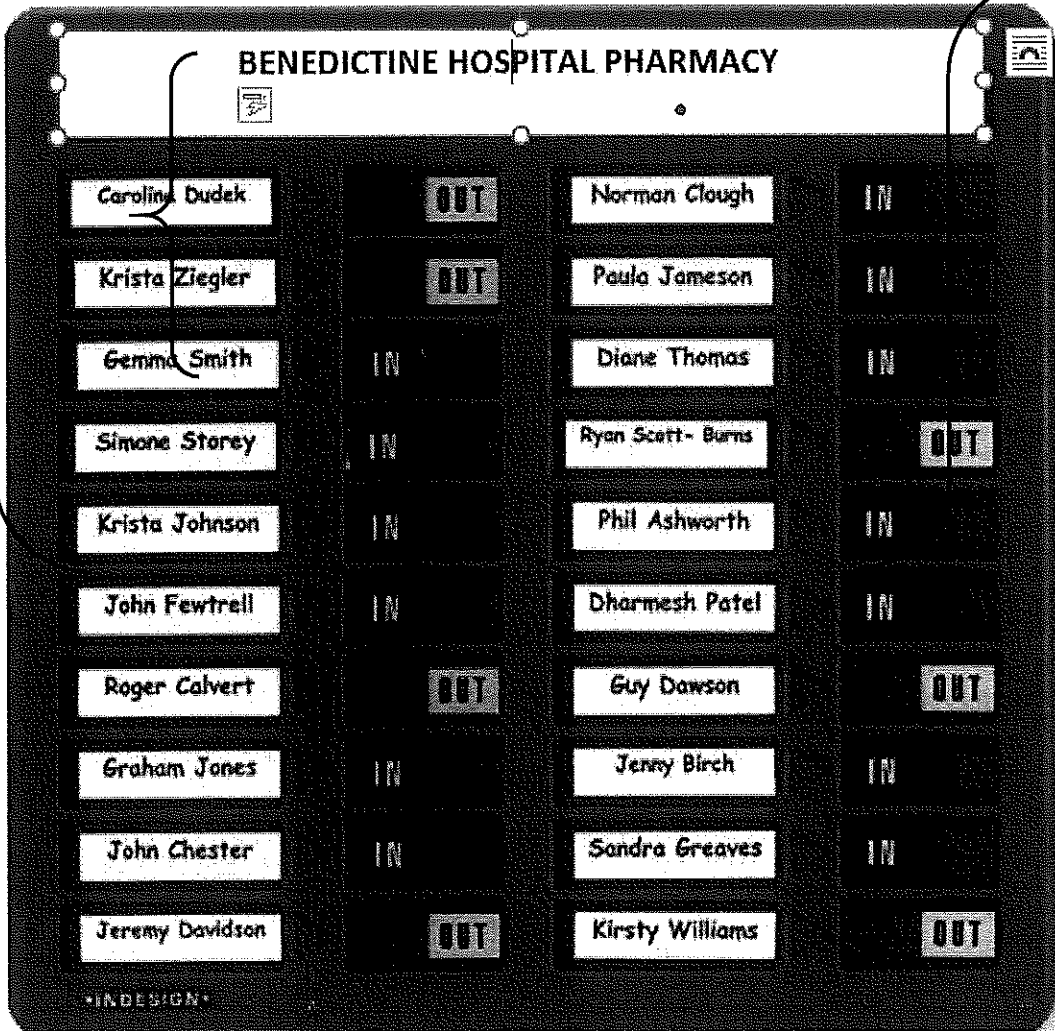 BENEDICTINE HOSPITAL PHARMACY
Caroline Dudek OUT Norman Clough IN
Krista Ziegler OUT Paula Jameson IN
Gemma Smith IN Diane Thomas IN
Simone Storey IN Ryan Scott- Burns OUT
Krista Johnson IN Phil Ashworth IN
John Fewtrell IN Dharmesh Patel IN
Roger Calvert OUT Guy Dawson OUT
Graham Jones IN Jenny Birch IN
John Chester IN Sandra Greaves IN
Jeremy Davidson OUT Kirsty Williams OUT
•INDESIGN•